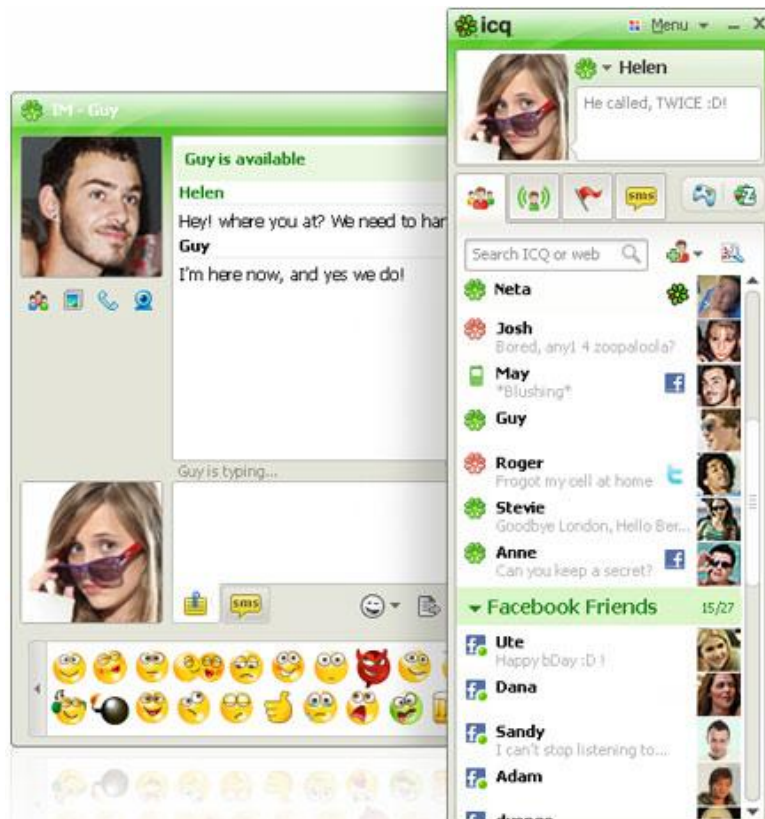 IM - Guy
Guy is available
Helen
Hey! where you at? We need to har
Guy
I'm here now, and yes we do!
Guy is typing...
sms
icq
Menu
Helen
He called, TWICE :D!
sms
Search ICQ or web
Neta
Josh
Bored, any1 4 zoopaloola?
May
*Blushing*
Guy
Roger
Frogot my cell at home
Stevie
Goodbye London, Hello Ber...
Anne
Can you keep a secret?
Facebook Friends 15/27
Ute
Happy bDay :D !
Dana
Sandy
I can't stop listening to...
Adam